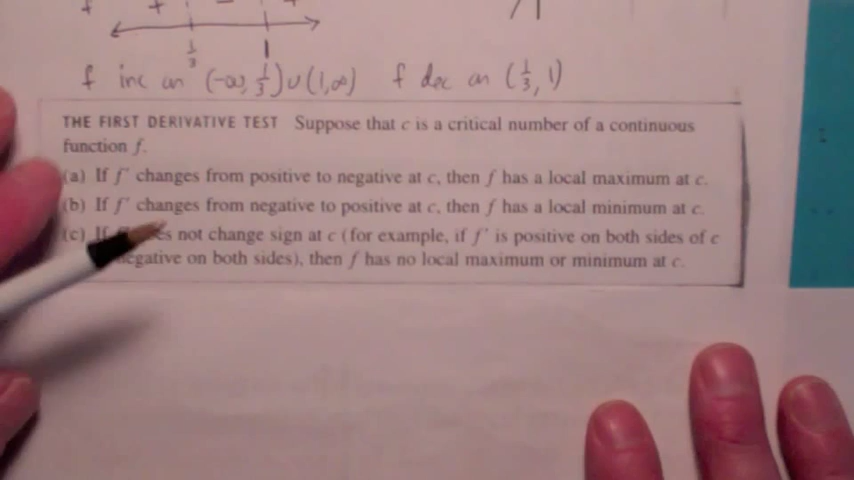 + - +
1/3 1
f inc on (-∞, 1/3) ∪ (1, ∞) f dec on (1/3, 1)
THE FIRST DERIVATIVE TEST Suppose that c is a critical number of a continuous
function f.
(a) If f′ changes from positive to negative at c, then f has a local maximum at c.
(b) If f′ changes from negative to positive at c, then f has a local minimum at c.
(c) If not change sign at c (for example, if f′ is positive on both sides of c
negative on both sides), then f has no local maximum or minimum at c.